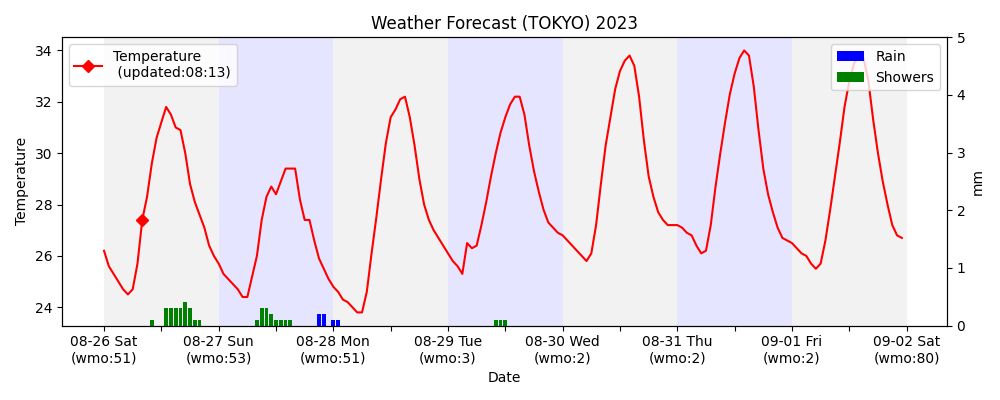 Weather Forecast (TOKYO) 2023
Temperature
(updated:08:13)
Rain
Showers
Temperature
34
32
30
28
26
24
5
4
3
2
1
0
mm
08-26 Sat
(wmo:51)
08-27 Sun
(wmo:53)
08-28 Mon
(wmo:51)
08-29 Tue
(wmo:3)
08-30 Wed
(wmo:2)
08-31 Thu
(wmo:2)
09-01 Fri
(wmo:2)
09-02 Sat
(wmo:80)
Date